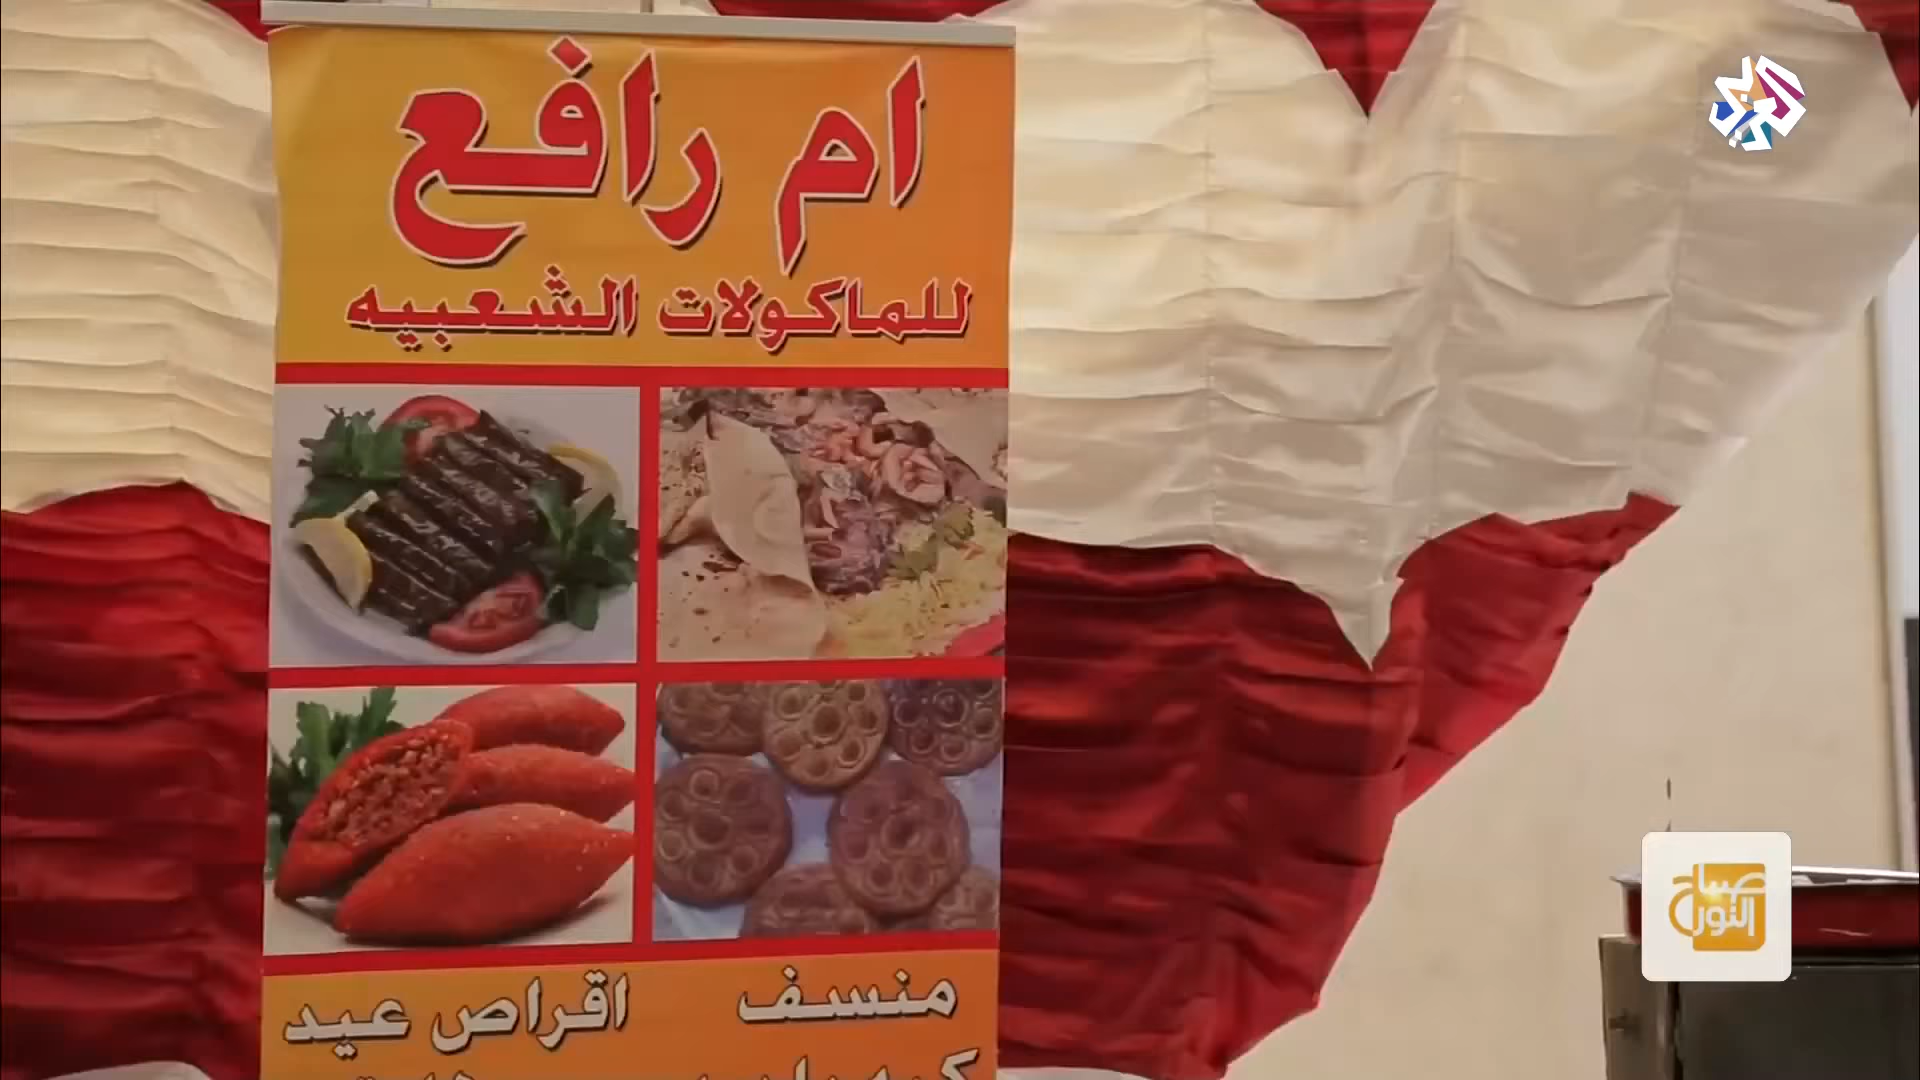 ام رافع
للماكولات الشعبيه
منسف
اقراص عيد
صباح
النور